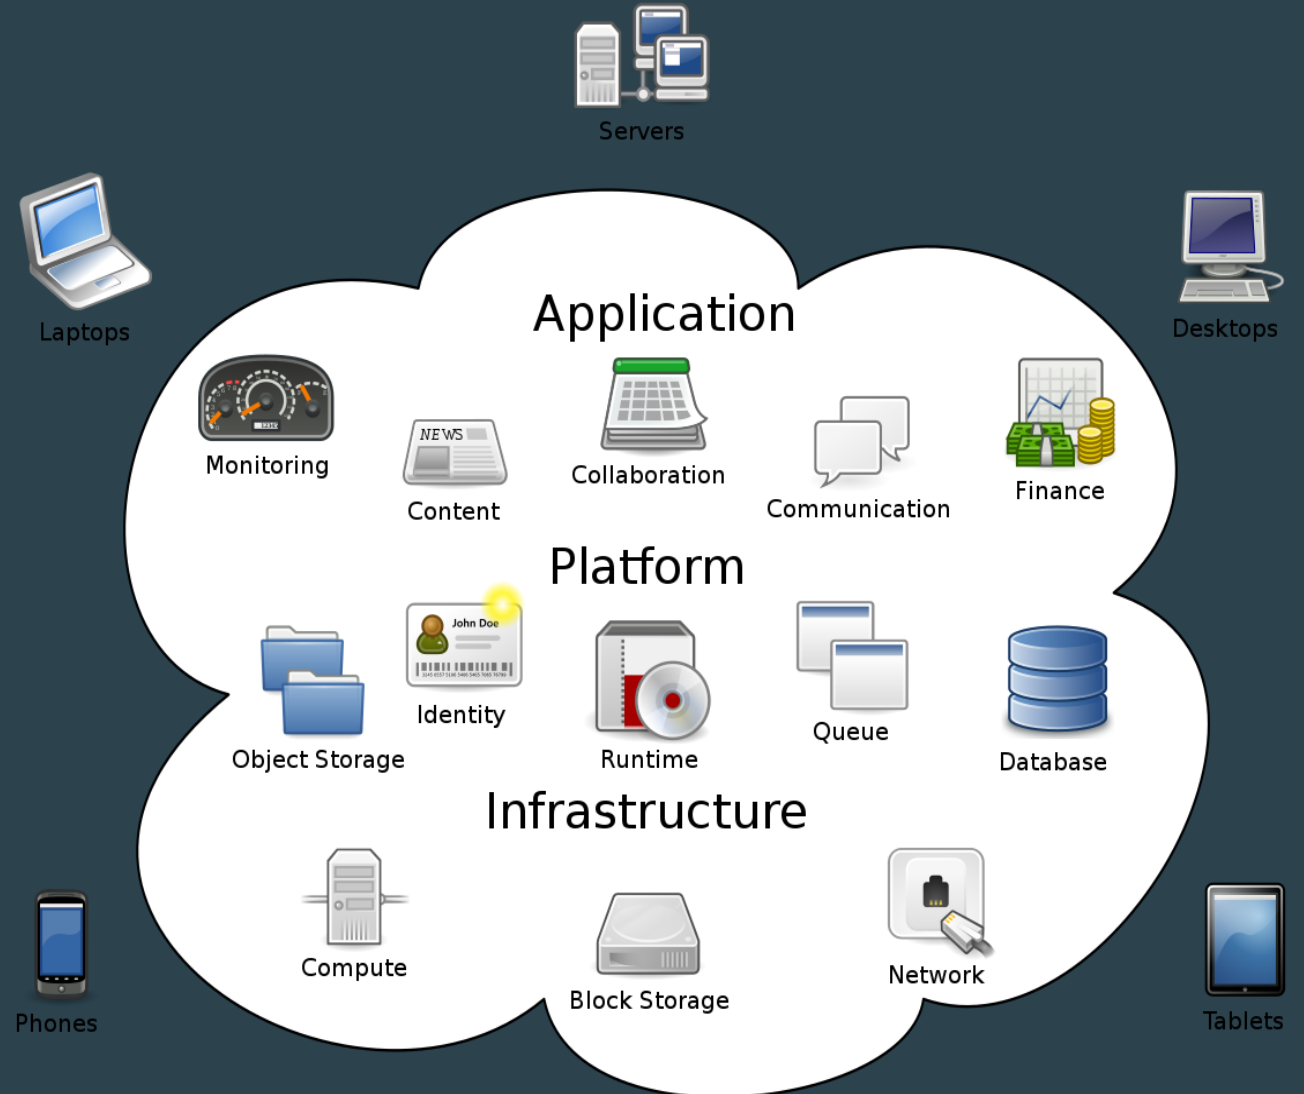 Servers
Laptops
Desktops
Application
Monitoring
NEWS
Content
Collaboration
Communication
Finance
Platform
Object Storage
John Doe
Identity
Runtime
Queue
Database
Infrastructure
Compute
Block Storage
Network
Phones
Tablets